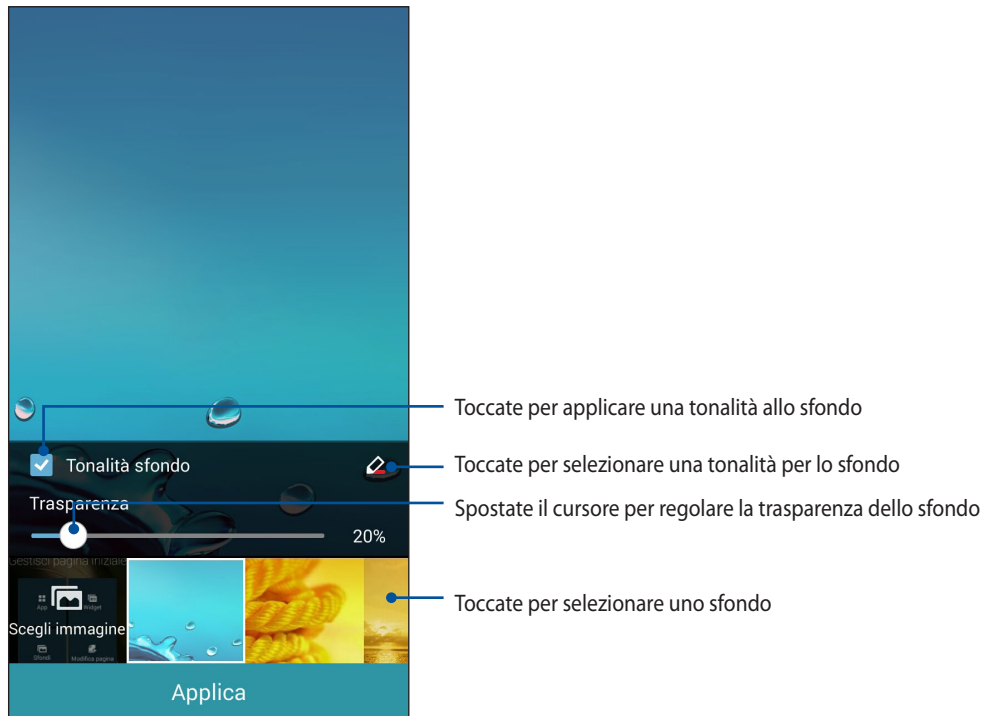 Toccate per applicare una tonalità allo sfondo
Tonalità sfondo
Toccate per selezionare una tonalità per lo sfondo
Trasparenza
Spostate il cursore per regolare la trasparenza dello sfondo
20%
Gestisci pagina iniziale
App
Widget
Scegli immagine
Sfondi
Modifica pagina
Toccate per selezionare uno sfondo
Applica